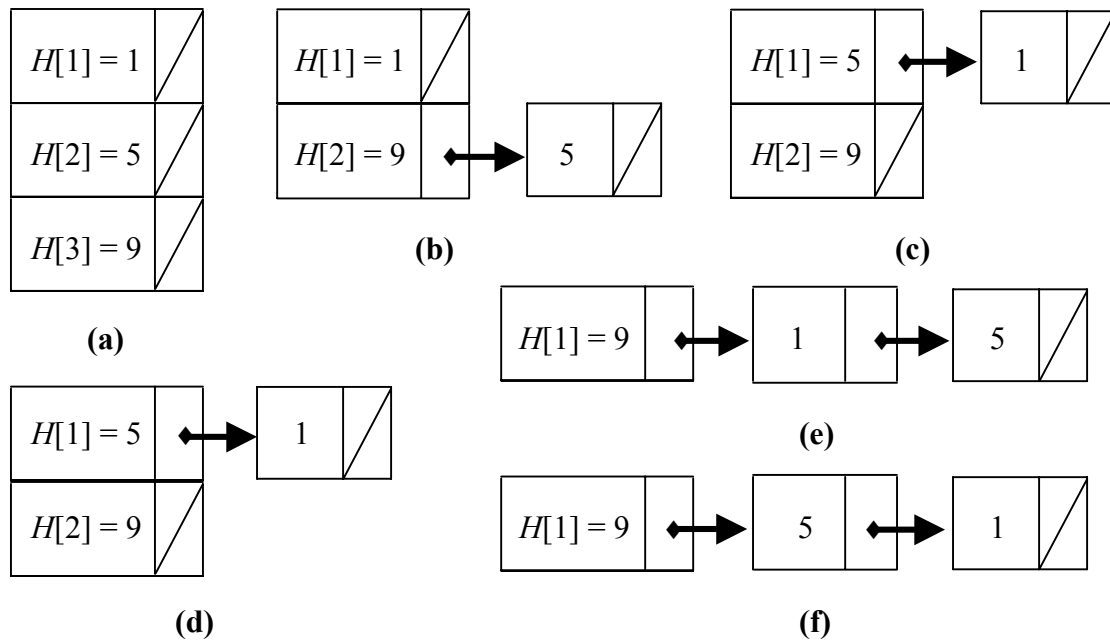 H[1] = 1
H[2] = 5
H[3] = 9
(a)
H[1] = 1
H[2] = 9
5
(b)
H[1] = 5
1
H[2] = 9
(c)
H[1] = 5
1
H[2] = 9
(d)
H[1] = 9
1
5
(e)
H[1] = 9
5
1
(f)